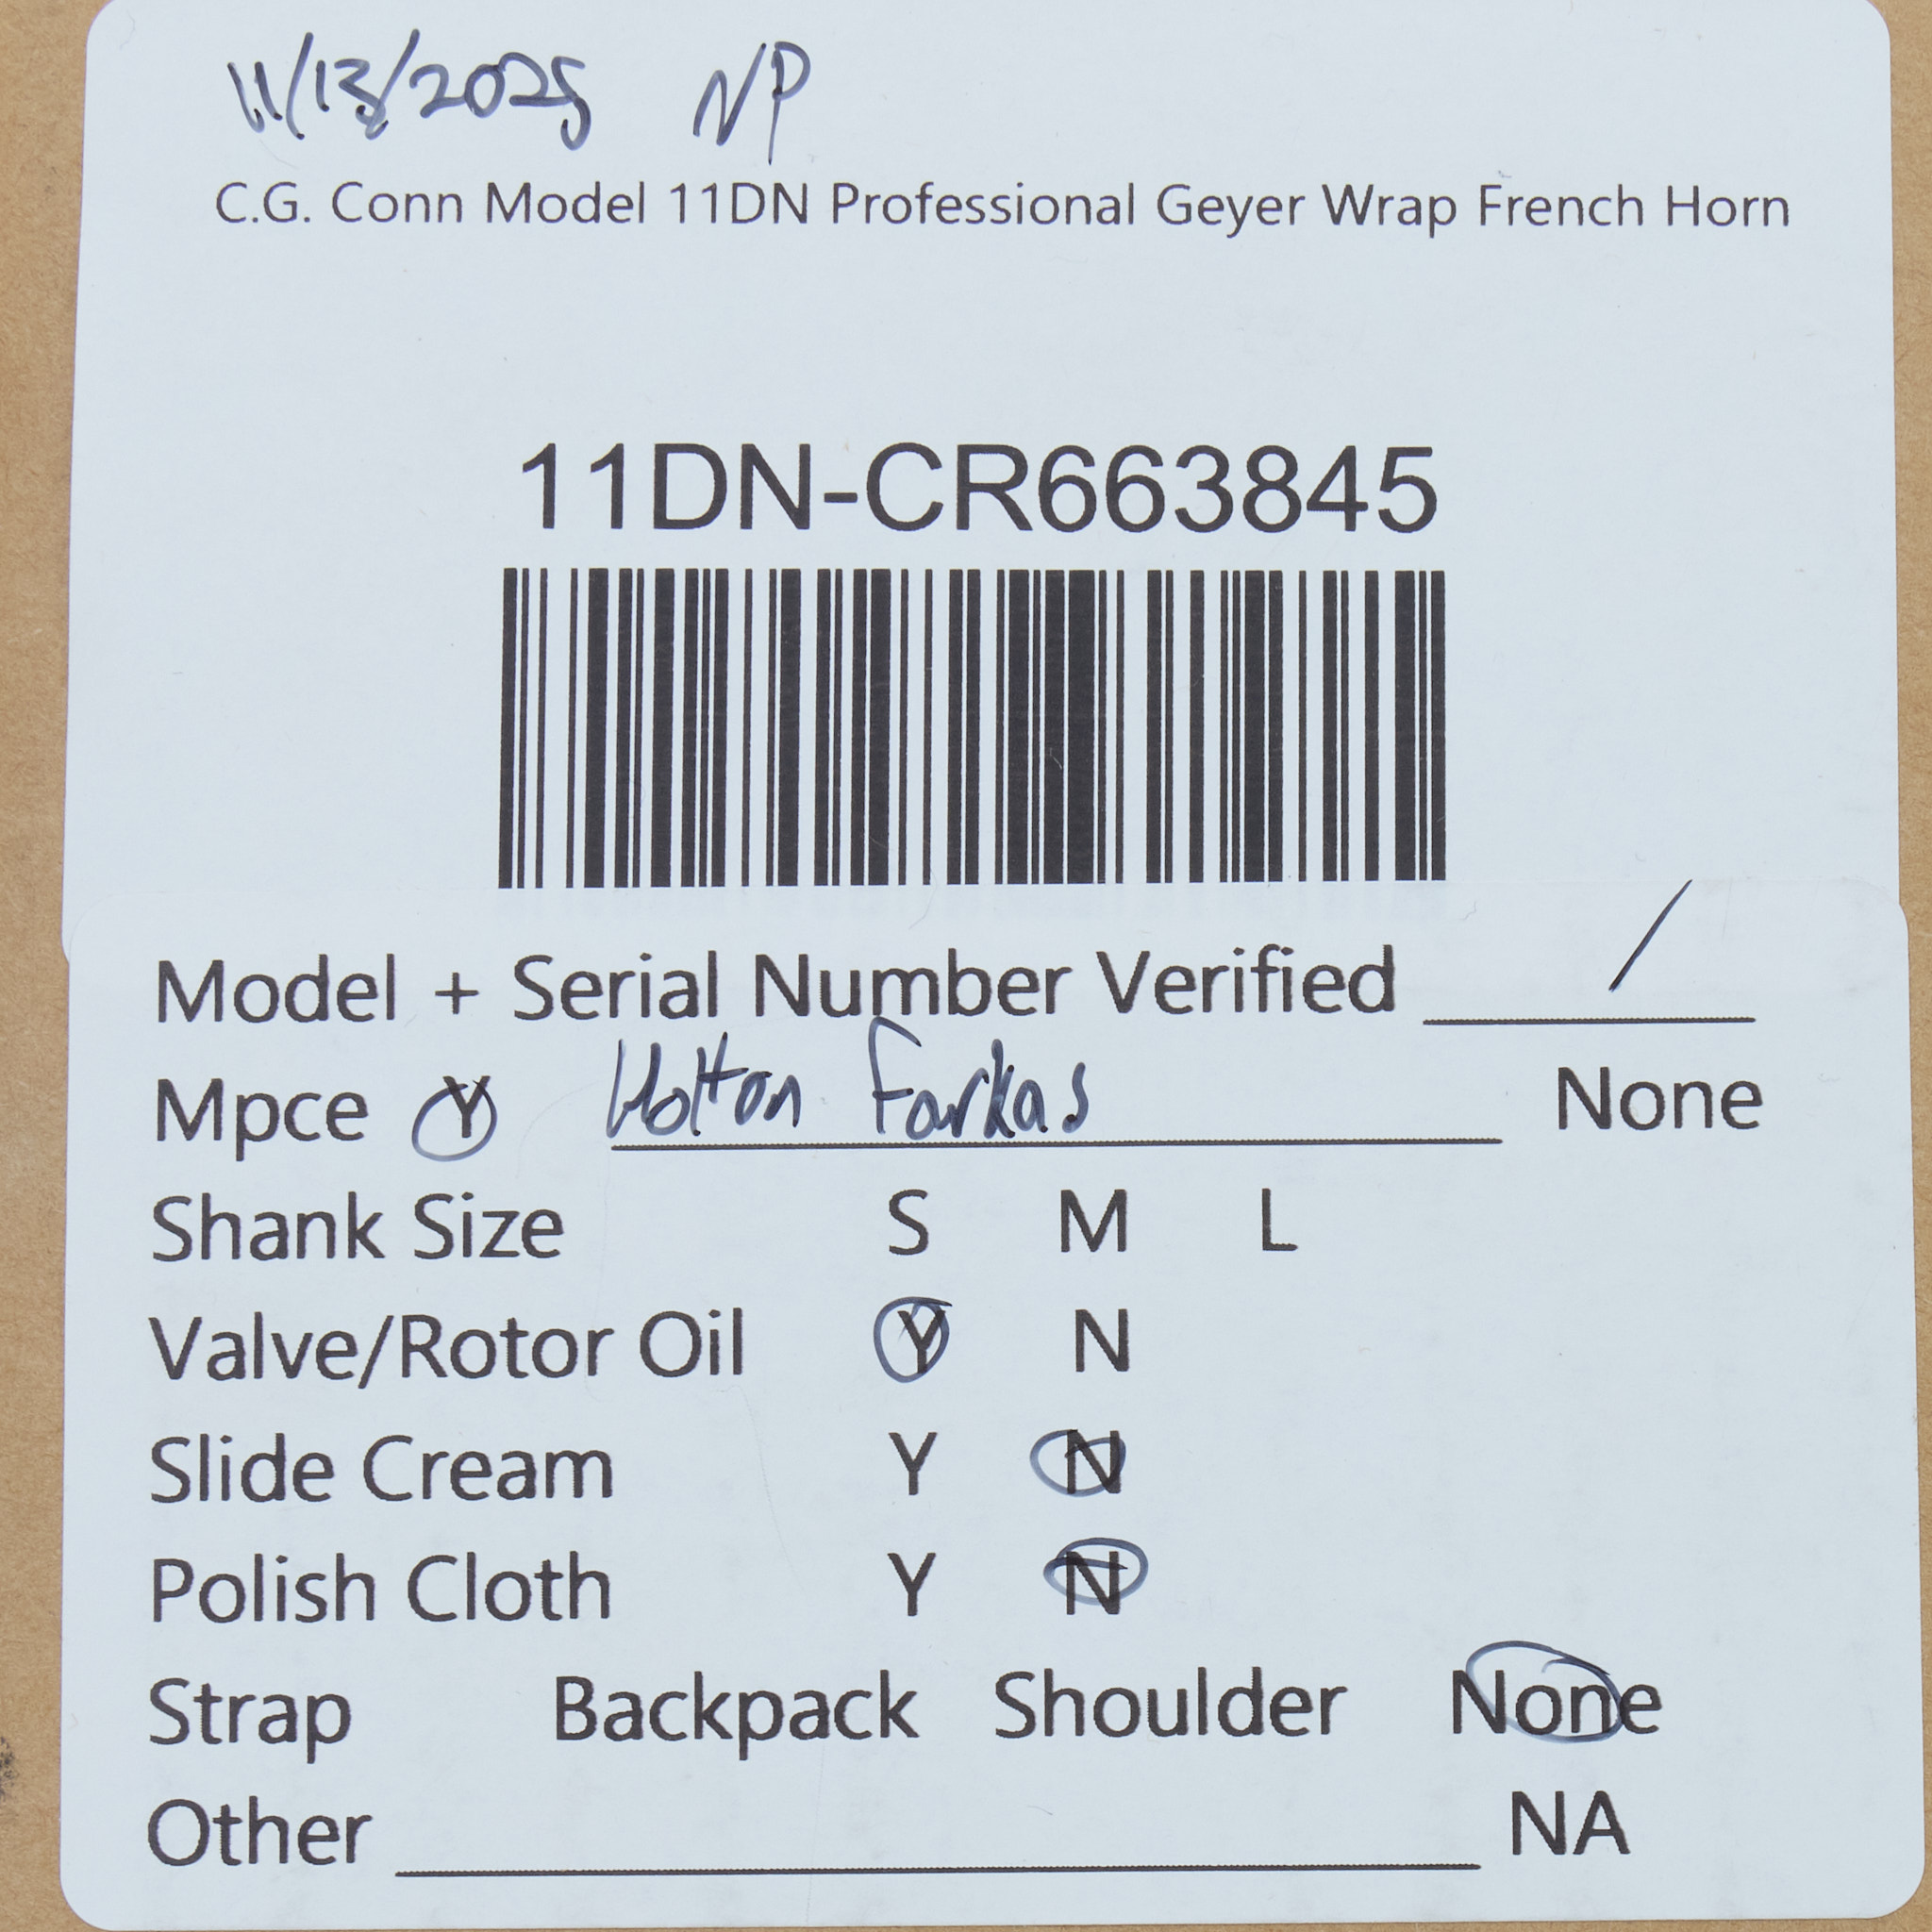 11/13/2025 NP
C.G. Conn Model 11DN Professional Geyer Wrap French Horn
11DN-CR663845
Model + Serial Number Verified /
Mpce Y Holton Farkas None
Shank Size S M L
Valve/Rotor Oil Y N
Slide Cream Y N
Polish Cloth Y N
Strap Backpack Shoulder None
Other NA